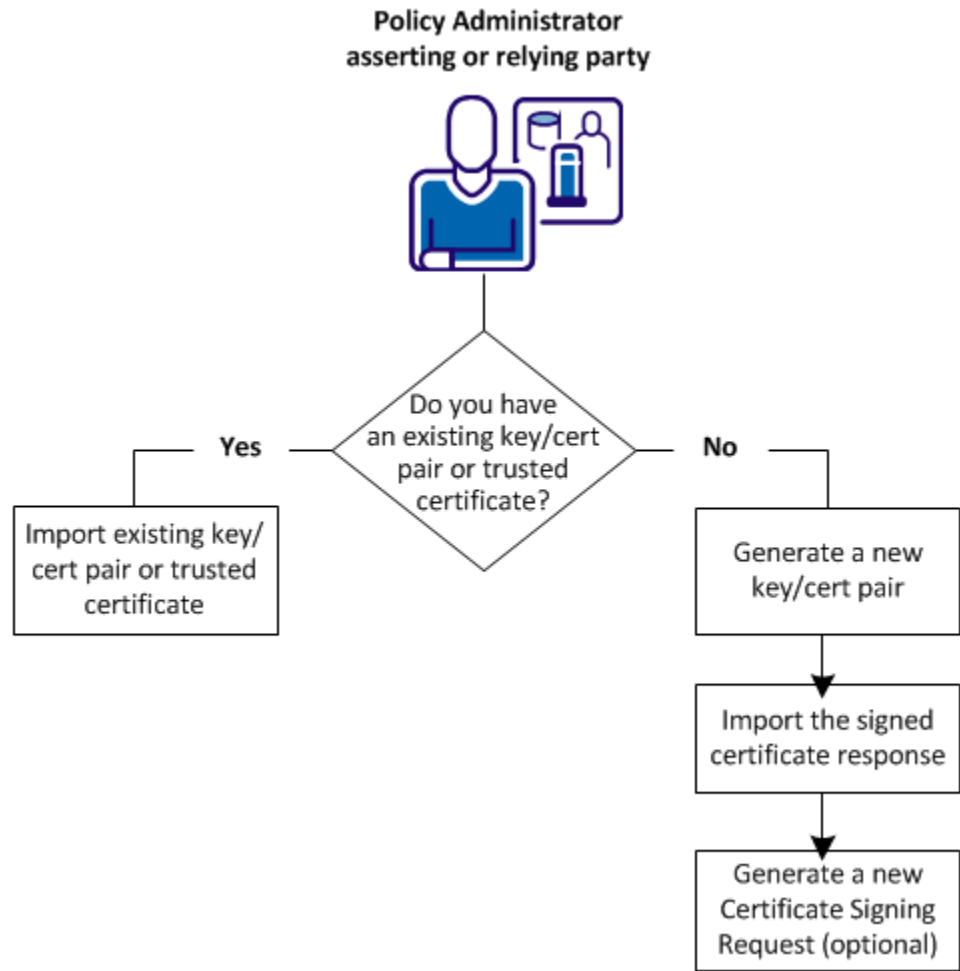 Policy Administrator
asserting or relying party
Do you have
an existing key/cert
pair or trusted
certificate?
Yes
No
Import existing key/
cert pair or trusted
certificate
Generate a new
key/cert pair
Import the signed
certificate response
Generate a new
Certificate Signing
Request (optional)